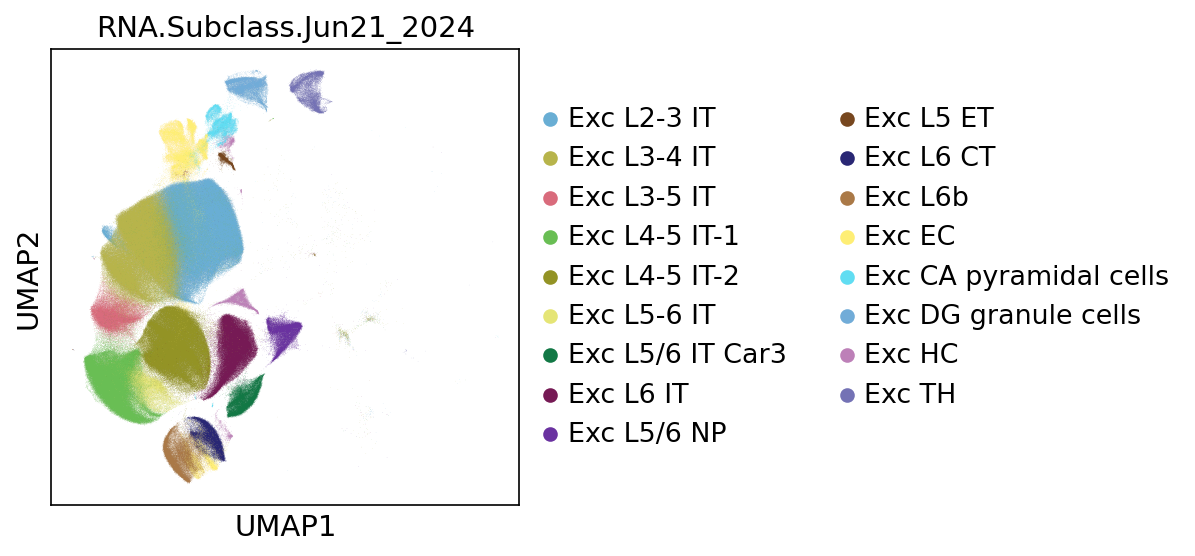 RNA.Subclass.Jun21_2024
UMAP2
UMAP1
Exc L2-3 IT
Exc L3-4 IT
Exc L3-5 IT
Exc L4-5 IT-1
Exc L4-5 IT-2
Exc L5-6 IT
Exc L5/6 IT Car3
Exc L6 IT
Exc L5/6 NP
Exc L5 ET
Exc L6 CT
Exc L6b
Exc EC
Exc CA pyramidal cells
Exc DG granule cells
Exc HC
Exc TH